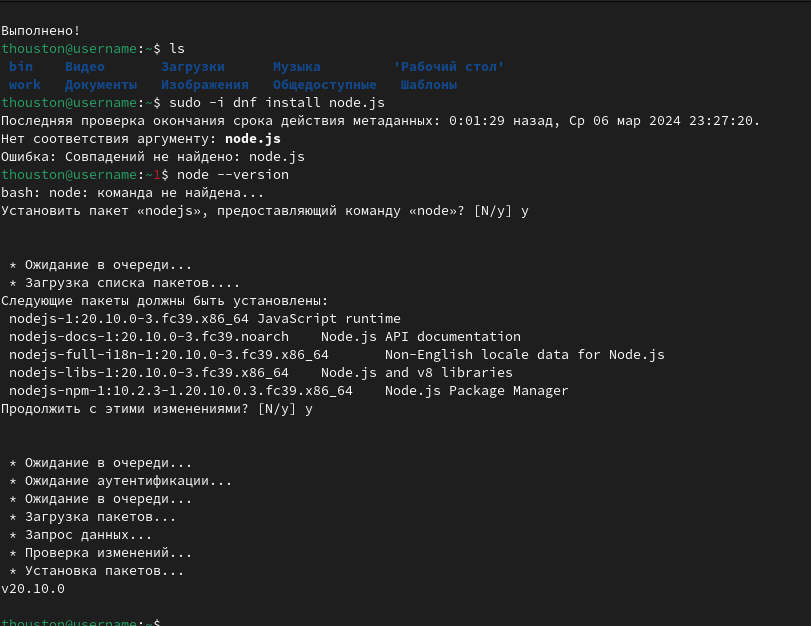 Выполнено!
thouston@username:~$ ls
bin    Видео       Загрузки      Музыка         'Рабочий стол'
work   Документы   Изображения   Общедоступные   Шаблоны
thouston@username:~$ sudo -i dnf install node.js
Последняя проверка окончания срока действия метаданных: 0:01:29 назад, Ср 06 мар 2024 23:27:20.
Нет соответствия аргументу: node.js
Ошибка: Совпадений не найдено: node.js
thouston@username:~1$ node --version
bash: node: команда не найдена...
Установить пакет «nodejs», предоставляющий команду «node»? [N/y] y
* Ожидание в очереди...
* Загрузка списка пакетов....
Следующие пакеты должны быть установлены:
nodejs-1:20.10.0-3.fc39.x86_64 JavaScript runtime
nodejs-docs-1:20.10.0-3.fc39.noarch    Node.js API documentation
nodejs-full-i18n-1:20.10.0-3.fc39.x86_64       Non-English locale data for Node.js
nodejs-libs-1:20.10.0-3.fc39.x86_64    Node.js and v8 libraries
nodejs-npm-1:10.2.3-1.20.10.0.3.fc39.x86_64    Node.js Package Manager
Продолжить с этими изменениями? [N/y] y
* Ожидание в очереди...
* Ожидание аутентификации...
* Ожидание в очереди...
* Загрузка пакетов...
* Запрос данных...
* Проверка изменений...
* Установка пакетов...
v20.10.0
thouston@username:~$